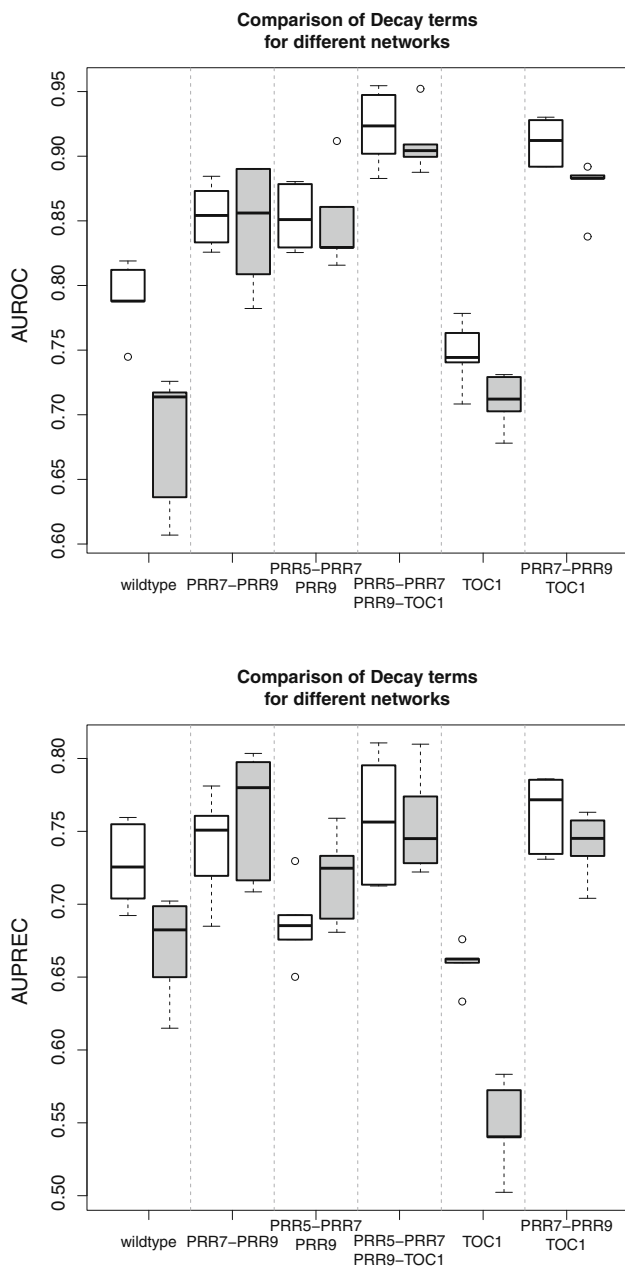 Comparison of Decay terms
for different networks
AUROC
0.95
0.90
0.85
0.80
0.75
0.70
0.65
0.60
wildtype
PRR7−PRR9
PRR5−PRR7
PRR9
PRR5−PRR7
PRR9−TOC1
TOC1
PRR7−PRR9
TOC1
Comparison of Decay terms
for different networks
AUPREC
0.80
0.75
0.70
0.65
0.60
0.55
0.50
wildtype
PRR7−PRR9
PRR5−PRR7
PRR9
PRR5−PRR7
PRR9−TOC1
TOC1
PRR7−PRR9
TOC1